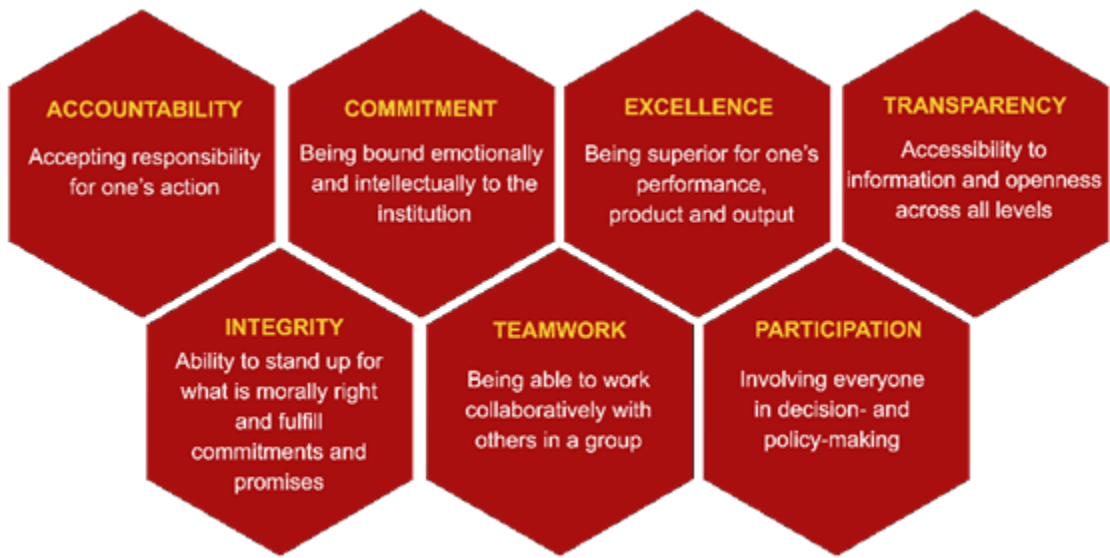 ACCOUNTABILITY
Accepting responsibility
for one's action
COMMITMENT
Being bound emotionally
and intellectually to the
institution
EXCELLENCE
Being superior for one's
performance,
product and output
TRANSPARENCY
Accessibility to
information and openness
across all levels
INTEGRITY
Ability to stand up for
what is morally right
and fulfill
commitments and
promises
TEAMWORK
Being able to work
collaboratively with
others in a group
PARTICIPATION
Involving everyone
in decision- and
policy-making